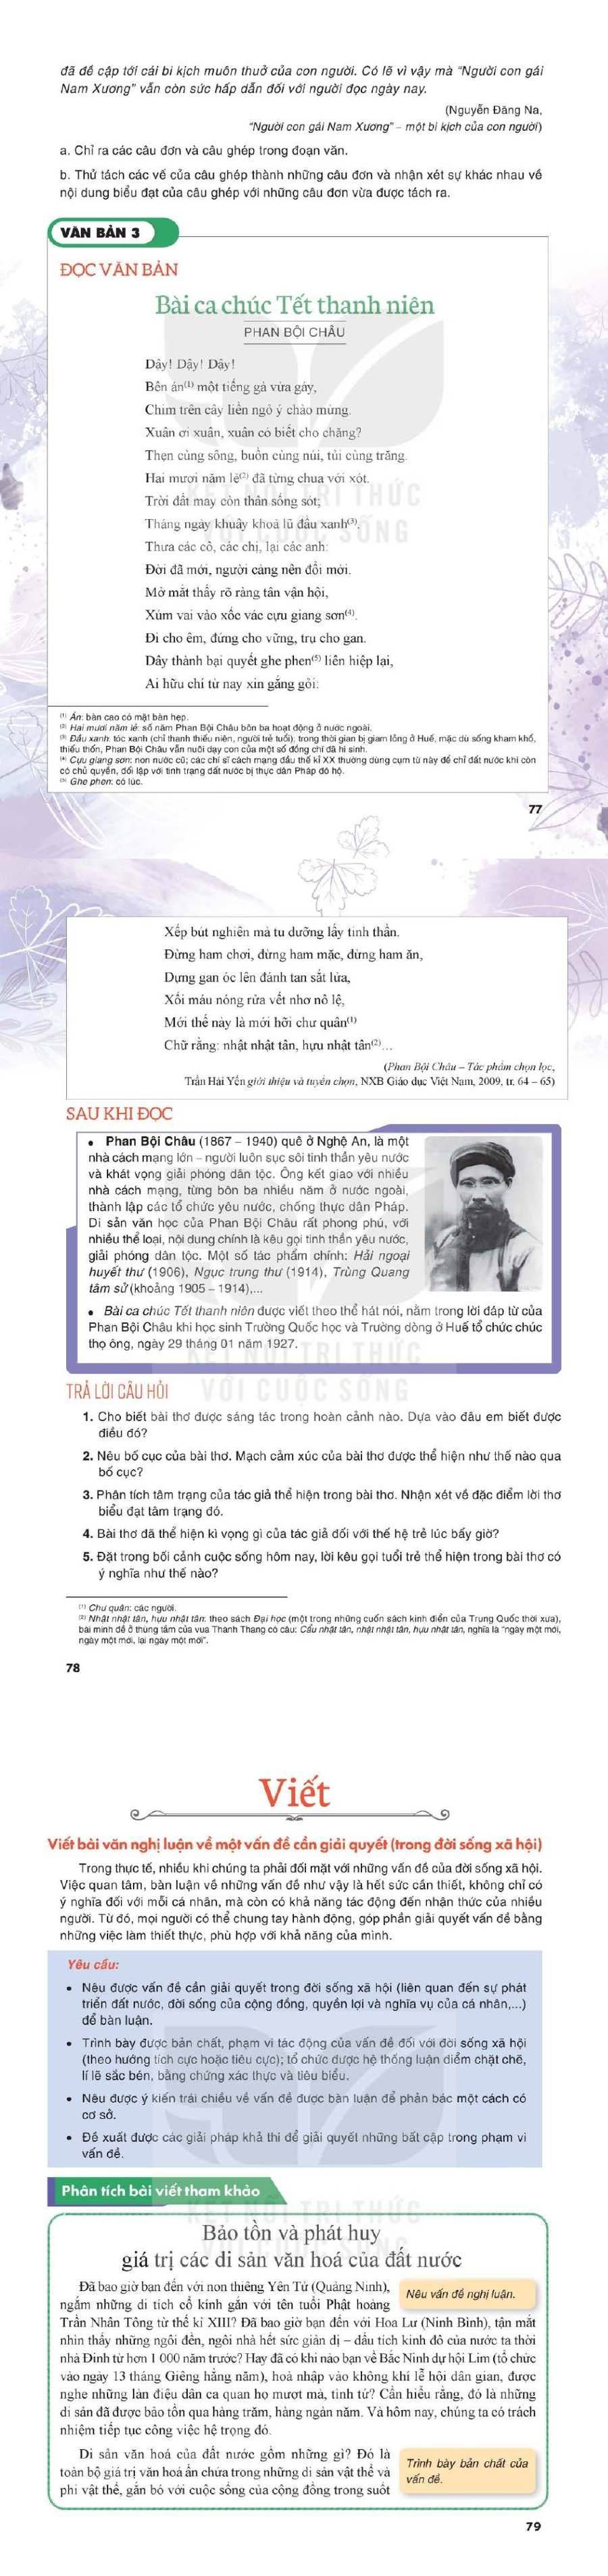 đã đề cập tới cái bi kịch muôn thuở của con người. Có lẽ vì vậy mà “Người con gái
Nam Xương” vẫn còn sức hấp dẫn đối với người đọc ngày nay.
(Nguyễn Đăng Na,
“Người con gái Nam Xương” – một bi kịch của con người)
a. Chỉ ra các câu đơn và câu ghép trong đoạn văn.
b. Thử tách các vế của câu ghép thành những câu đơn và nhận xét sự khác nhau về
nội dung biểu đạt của câu ghép với những câu đơn vừa được tách ra.
VĂN BẢN 3
ĐỌC VĂN BẢN
Bài ca chúc Tết thanh niên
PHAN BỘI CHÂU
Dậy! Dậy! Dậy!
Bên án(1) một tiếng gà vừa gáy,
Chim trên cây liền ngỏ ý chào mừng.
Xuân ơi xuân, xuân có biết cho chăng?
Thẹn cùng sông, buồn cùng núi, tủi cùng trăng.
Hai mươi năm lẻ(2) đã từng chua với xót.
Trời đất may còn thân sống sót;
Tháng ngày khuây khoả lũ đầu xanh(3).
Thưa các cô, các chị, lại các anh:
Đời đã mới, người càng nên đổi mới.
Mở mắt thấy rõ ràng tân vận hội,
Xúm vai vào xốc vác cựu giang sơn(4).
Đi cho êm, đứng cho vững, trụ cho gan.
Dây thành bại quyết ghe phen(5) liên hiệp lại,
Ai hữu chí từ nay xin gắng gỏi:
(1) Án: bàn cao có mặt bàn hẹp.
(2) Hai mươi năm lẻ: số năm Phan Bội Châu bôn ba hoạt động ở nước ngoài.
(3) Đầu xanh: tóc xanh (chỉ thanh thiếu niên, người trẻ tuổi); trong thời gian bị giam lỏng ở Huế, mặc dù sống kham khổ,
thiếu thốn, Phan Bội Châu vẫn nuôi dạy con của một số đồng chí đã hi sinh.
(4) Cựu giang sơn: non nước cũ; các chí sĩ cách mạng đầu thế kỉ XX thường dùng cụm từ này để chỉ đất nước khi còn
có chủ quyền, đối lập với tình trạng đất nước bị thực dân Pháp đô hộ.
(5) Ghe phen: có lúc.
77
Xếp bút nghiên mà tu dưỡng lấy tinh thần.
Đừng ham chơi, đừng ham mặc, đừng ham ăn,
Dựng gan óc lên đánh tan sắt lửa,
Xối máu nóng rửa vết nhơ nô lệ,
Mới thế này là mới hỡi chư quân(1)
Chữ rằng: nhật nhật tân, hựu nhật tân(2)...
(Phan Bội Châu – Tác phẩm chọn lọc,
Trần Hải Yến giới thiệu và tuyển chọn, NXB Giáo dục Việt Nam, 2009, tr. 64 – 65)
SAU KHI ĐỌC
• Phan Bội Châu (1867 – 1940) quê ở Nghệ An, là một
nhà cách mạng lớn – người luôn sục sôi tinh thần yêu nước
và khát vọng giải phóng dân tộc. Ông kết giao với nhiều
nhà cách mạng, từng bôn ba nhiều năm ở nước ngoài,
thành lập các tổ chức yêu nước, chống thực dân Pháp.
Di sản văn học của Phan Bội Châu rất phong phú, với
nhiều thể loại, nội dung chính là kêu gọi tinh thần yêu nước,
giải phóng dân tộc. Một số tác phẩm chính: Hải ngoại
huyết thư (1906), Ngục trung thư (1914), Trùng Quang
tâm sử (khoảng 1905 – 1914),...
• Bài ca chúc Tết thanh niên được viết theo thể hát nói, nằm trong lời đáp từ của
Phan Bội Châu khi học sinh Trường Quốc học và Trường dòng ở Huế tổ chức chúc
thọ ông, ngày 29 tháng 01 năm 1927.
TRẢ LỜI CÂU HỎI
1. Cho biết bài thơ được sáng tác trong hoàn cảnh nào. Dựa vào đâu em biết được
điều đó?
2. Nêu bố cục của bài thơ. Mạch cảm xúc của bài thơ được thể hiện như thế nào qua
bố cục?
3. Phân tích tâm trạng của tác giả thể hiện trong bài thơ. Nhận xét về đặc điểm lời thơ
biểu đạt tâm trạng đó.
4. Bài thơ đã thể hiện kì vọng gì của tác giả đối với thế hệ trẻ lúc bấy giờ?
5. Đặt trong bối cảnh cuộc sống hôm nay, lời kêu gọi tuổi trẻ thể hiện trong bài thơ có
ý nghĩa như thế nào?
(1) Chư quân: các người.
(2) Nhật nhật tân, hựu nhật tân: theo sách Đại học (một trong những cuốn sách kinh điển của Trung Quốc thời xưa),
bài minh để ở thùng tắm của vua Thành Thang có câu: Cẩu nhật tân, nhật nhật tân, hựu nhật tân, nghĩa là “ngày một mới,
ngày một mới, lại ngày một mới”.
78
Viết
Viết bài văn nghị luận về một vấn đề cần giải quyết (trong đời sống xã hội)
Trong thực tế, nhiều khi chúng ta phải đối mặt với những vấn đề của đời sống xã hội.
Việc quan tâm, bàn luận về những vấn đề như vậy là hết sức cần thiết, không chỉ có
ý nghĩa đối với mỗi cá nhân, mà còn có khả năng tác động đến nhận thức của nhiều
người. Từ đó, mọi người có thể chung tay hành động, góp phần giải quyết vấn đề bằng
những việc làm thiết thực, phù hợp với khả năng của mình.
Yêu cầu:
• Nêu được vấn đề cần giải quyết trong đời sống xã hội (liên quan đến sự phát
triển đất nước, đời sống của cộng đồng, quyền lợi và nghĩa vụ của cá nhân,...)
để bàn luận.
• Trình bày được bản chất, phạm vi tác động của vấn đề đối với đời sống xã hội
(theo hướng tích cực hoặc tiêu cực); tổ chức được hệ thống luận điểm chặt chẽ,
lí lẽ sắc bén, bằng chứng xác thực và tiêu biểu.
• Nêu được ý kiến trái chiều về vấn đề được bàn luận để phản bác một cách có
cơ sở.
• Đề xuất được các giải pháp khả thi để giải quyết những bất cập trong phạm vi
vấn đề.
Phân tích bài viết tham khảo
Bảo tồn và phát huy
giá trị các di sản văn hoá của đất nước
Đã bao giờ bạn đến với non thiêng Yên Tử (Quảng Ninh),
ngắm những di tích cổ kính gắn với tên tuổi Phật hoàng
Nêu vấn đề nghị luận.
Trần Nhân Tông từ thế kỉ XIII? Đã bao giờ bạn đến với Hoa Lư (Ninh Bình), tận mắt
nhìn thấy những ngôi đền, ngôi nhà hết sức giản dị – dấu tích kinh đô của nước ta thời
nhà Đinh từ hơn 1 000 năm trước? Hay đã có khi nào bạn về Bắc Ninh dự hội Lim (tổ chức
vào ngày 13 tháng Giêng hằng năm), hoà nhập vào không khí lễ hội dân gian, được
nghe những làn điệu dân ca quan họ mượt mà, tình tứ? Cần hiểu rằng, đó là những
di sản đã được bảo tồn qua hàng trăm, hàng ngàn năm. Và hôm nay, chúng ta có trách
nhiệm tiếp tục công việc hệ trọng đó.
Di sản văn hoá của đất nước gồm những gì? Đó là
toàn bộ giá trị văn hoá ẩn chứa trong những di sản vật thể và
phi vật thể, gắn bó với cuộc sống của cộng đồng trong suốt
Trình bày bản chất của
vấn đề.
79
KẾT NỐI TRI THỨC
VỚI CUỘC SỐNG
KẾT NỐI TRI THỨC
VỚI CUỘC SỐNG
KẾT NỐI TRI THỨC
VỚI CUỘC SỐNG